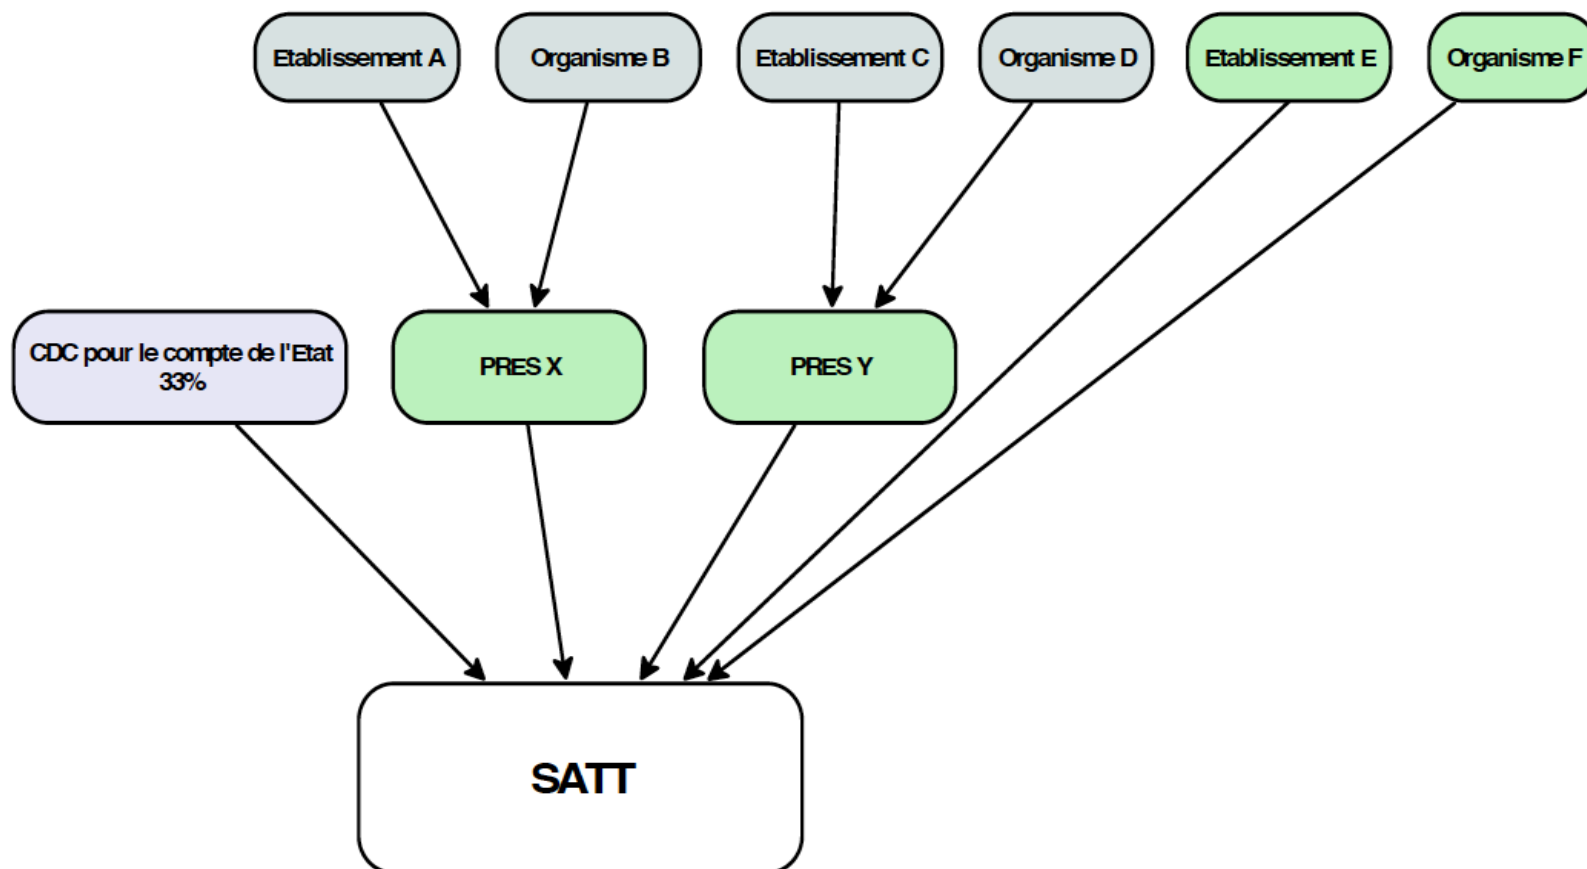 Etablissement A
Organisme B
Etablissement C
Organisme D
Etablissement E
Organisme F
CDC pour le compte de l'Etat
33%
PRES X
PRES Y
SATT